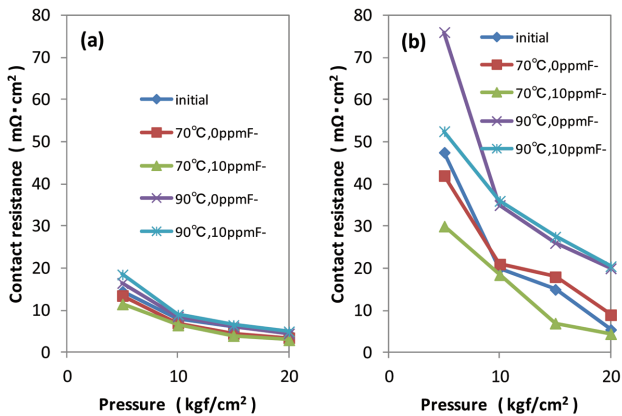 80
70
60
50
40
30
20
10
0
0
10
20
Contact resistance ( mΩ·cm²)
Pressure ( kgf/cm²)
(a)
initial
70℃,0ppmF-
70℃,10ppmF-
90℃,0ppmF-
90℃,10ppmF-
80
70
60
50
40
30
20
10
0
0
10
20
Contact resistance ( mΩ·cm²)
Pressure ( kgf/cm²)
(b)
initial
70℃,0ppmF-
70℃,10ppmF-
90℃,0ppmF-
90℃,10ppmF-